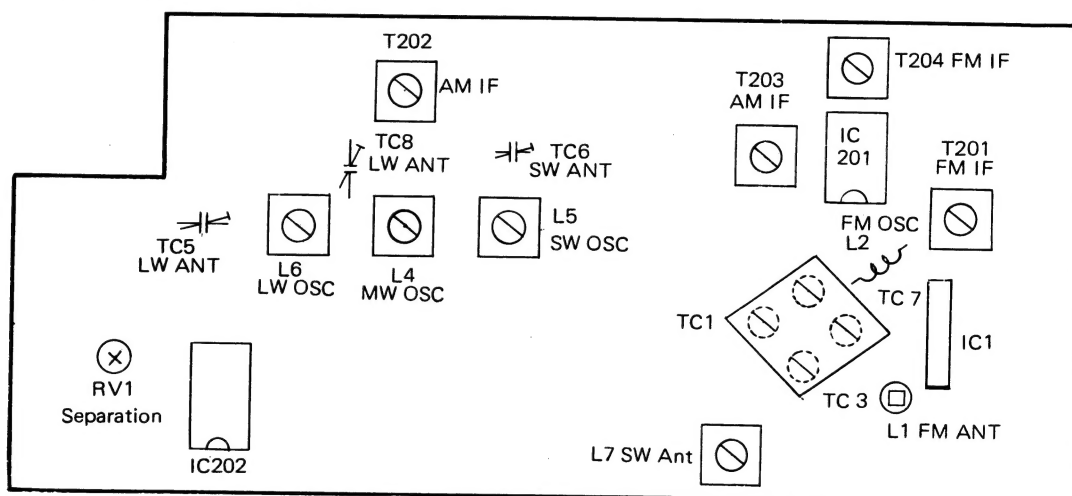 T202
AM IF
T204 FM IF
T203
AM IF
IC
201
T201
FM IF
TC8
LW ANT
TC6
SW ANT
FM OSC
L2
TC5
LW ANT
L6
LW OSC
L4
MW OSC
L5
SW OSC
TC 7
TC1
IC1
RV1
Separation
TC 3
L1 FM ANT
IC202
L7 SW Ant